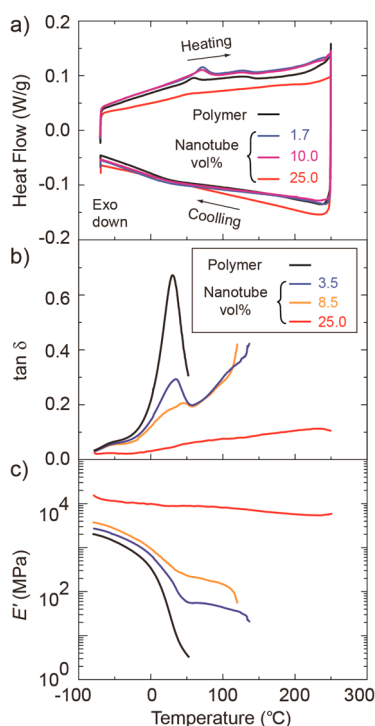 a)
0.2
Heating
0.1
Heat Flow (W/g)
0.0
Polymer
Nanotube
vol%
1.7
10.0
25.0
-0.1
Exo
down
Coolling
-0.2
b)
Polymer
Nanotube
vol%
3.5
8.5
25.0
0.6
tan δ
0.4
0.2
0.0
c)
10⁴
E' (MPa)
10²
10⁰
-100 0 100 200 300
Temperature (°C)